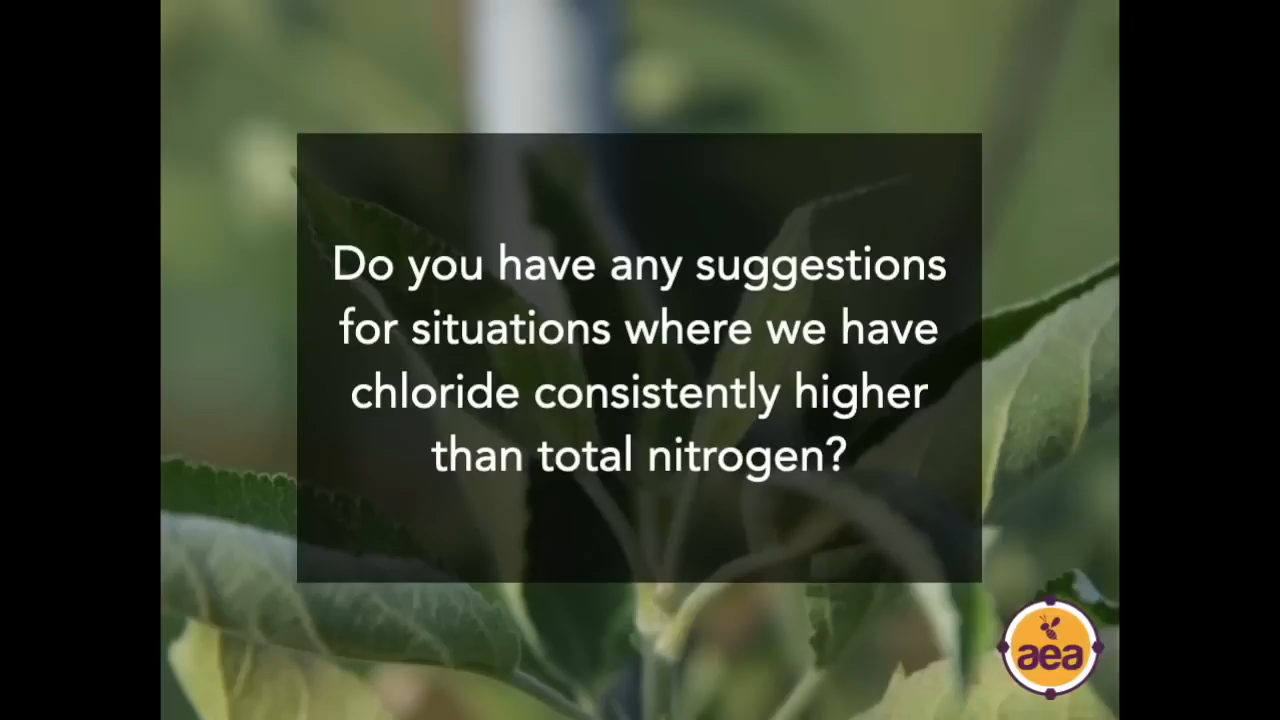 Do you have any suggestions
for situations where we have
chloride consistently higher
than total nitrogen?
aea